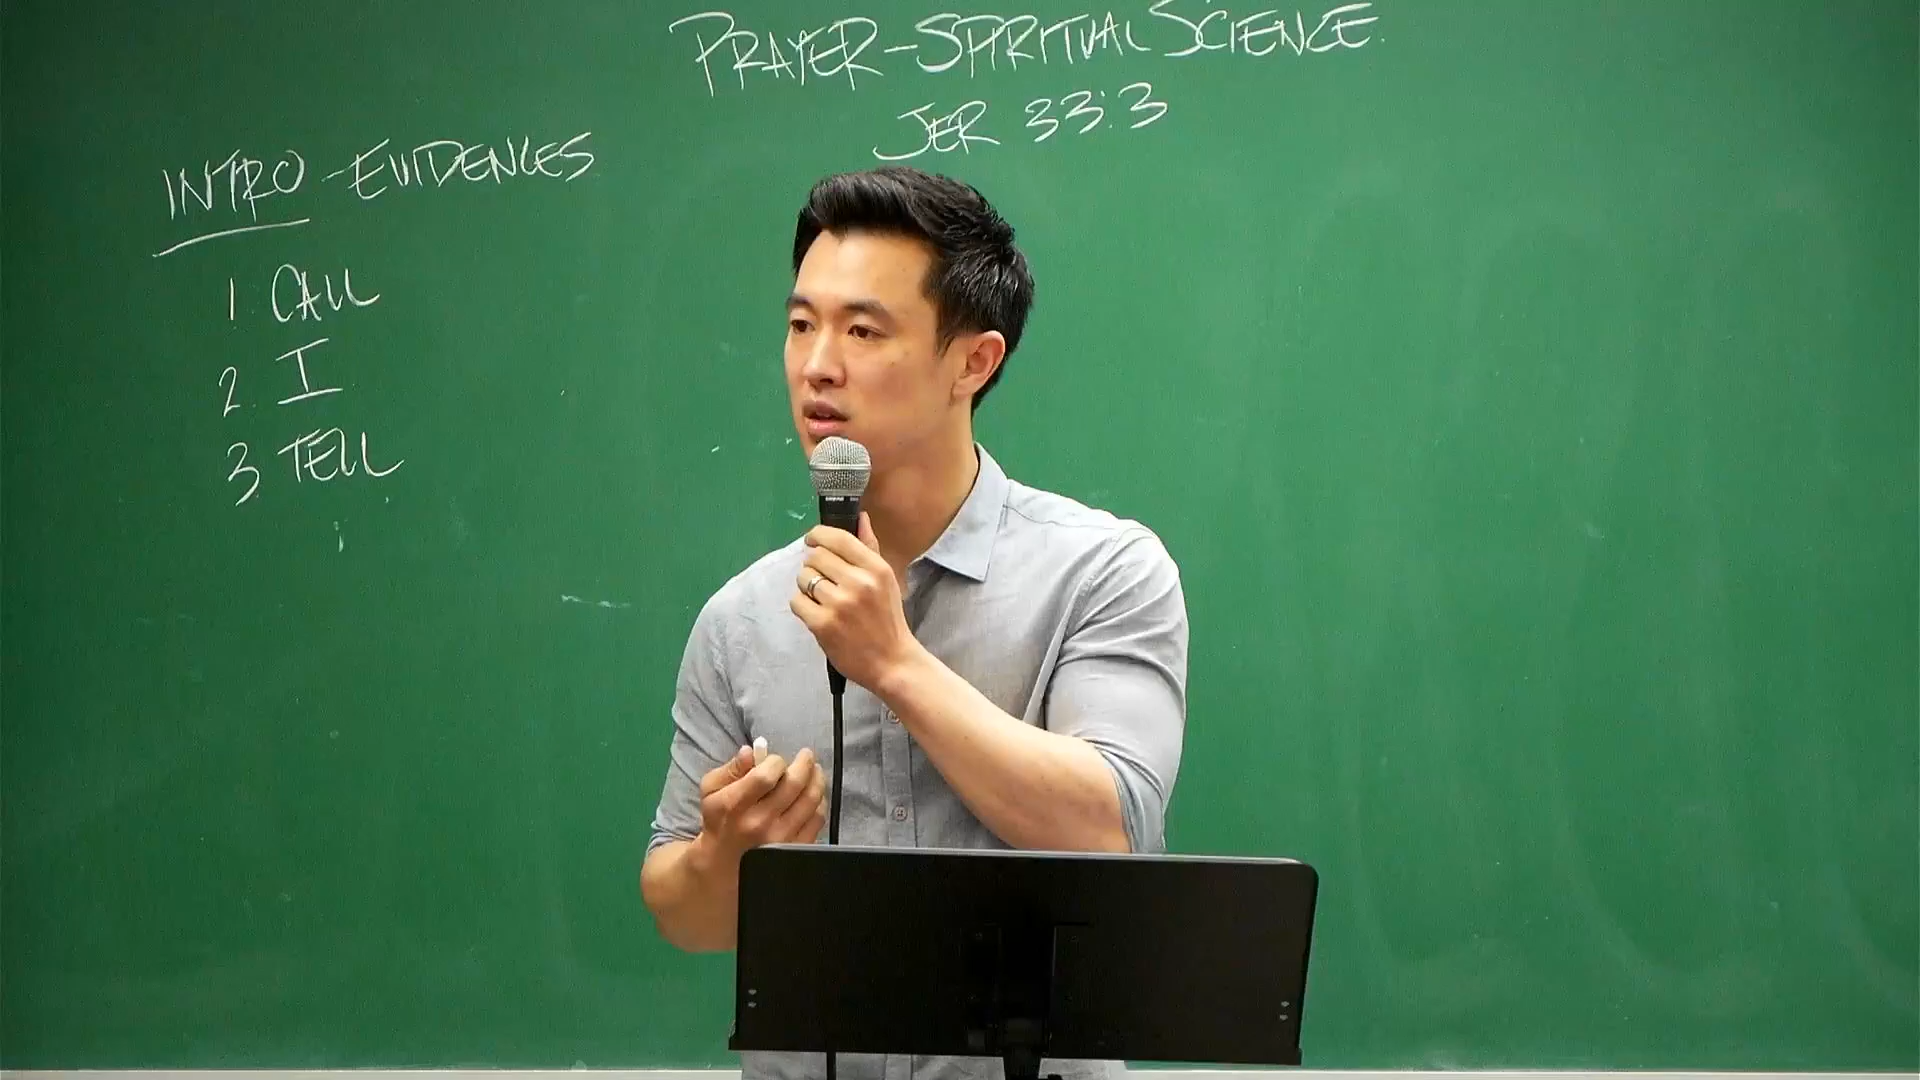 PRAYER-SPIRITUAL SCIENCE.
JER 33:3
INTRO-EVIDENCES
1. CALL
2. I
3 TELL